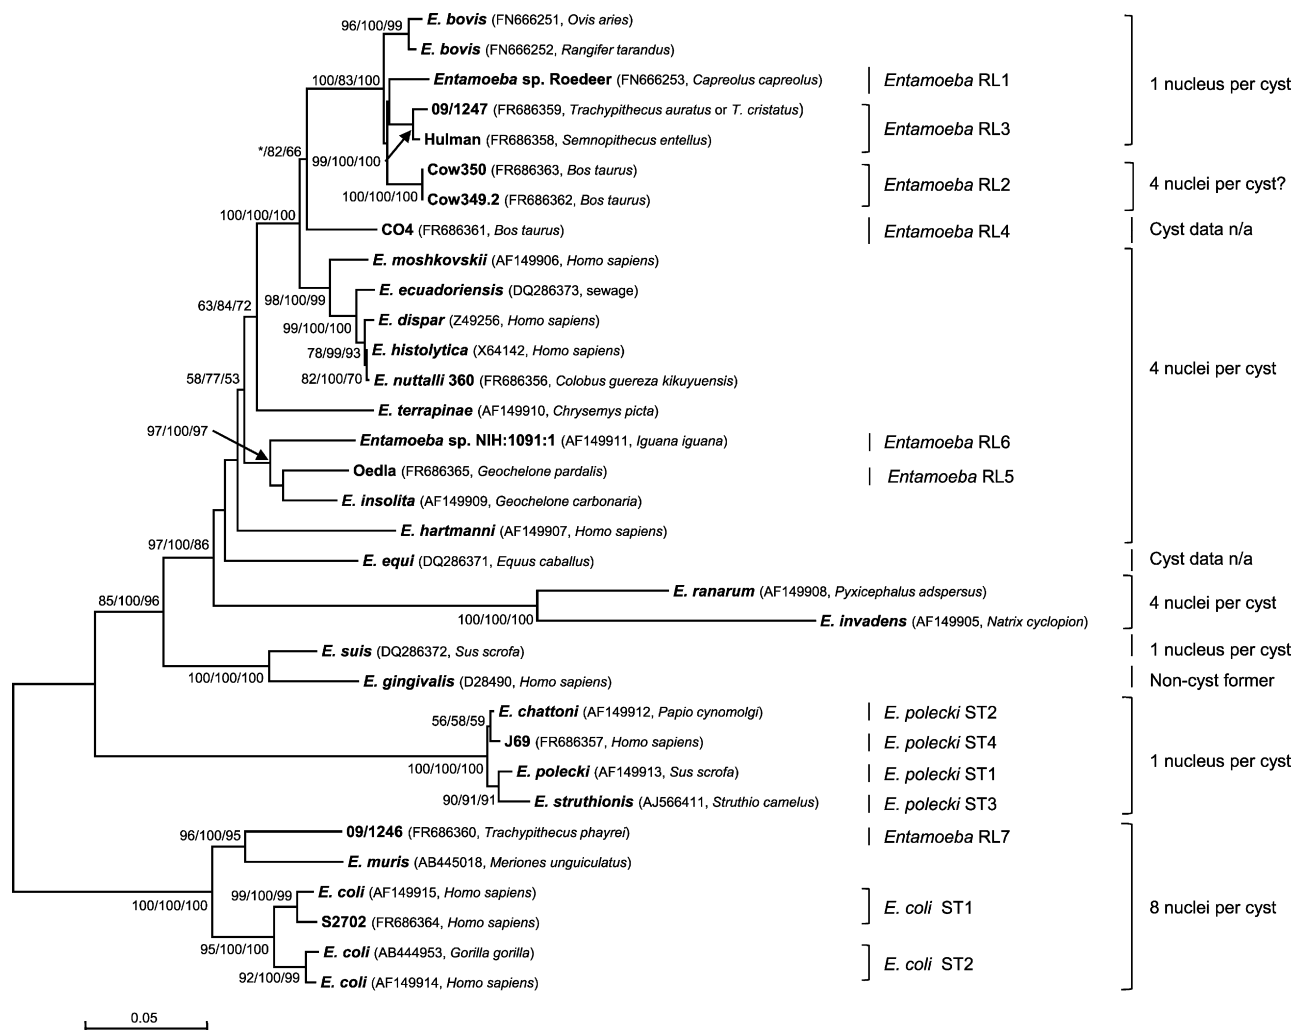 96/100/99
E. bovis (FN666251, Ovis aries)
E. bovis (FN666252, Rangifer tarandus)
100/83/100
Entamoeba sp. Roedeer (FN666253, Capreolus capreolus)
Entamoeba RL1
1 nucleus per cyst
09/1247 (FR686359, Trachypithecus auratus or T. cristatus)
Entamoeba RL3
Hulman (FR686358, Semnopithecus entellus)
*/82/66
99/100/100
Cow350 (FR686363, Bos taurus)
Entamoeba RL2
4 nuclei per cyst?
100/100/100
Cow349.2 (FR686362, Bos taurus)
100/100/100
CO4 (FR686361, Bos taurus)
Entamoeba RL4
Cyst data n/a
E. moshkovskii (AF149906, Homo sapiens)
98/100/99
E. ecuadoriensis (DQ286373, sewage)
63/84/72
99/100/100
E. dispar (Z49256, Homo sapiens)
78/99/93
E. histolytica (X64142, Homo sapiens)
4 nuclei per cyst
58/77/53
82/100/70
E. nuttalli 360 (FR686356, Colobus guereza kikuyuensis)
E. terrapinae (AF149910, Chrysemys picta)
97/100/97
Entamoeba sp. NIH:1091:1 (AF149911, Iguana iguana)
Entamoeba RL6
Oedla (FR686365, Geochelone pardalis)
Entamoeba RL5
E. insolita (AF149909, Geochelone carbonaria)
E. hartmanni (AF149907, Homo sapiens)
97/100/86
E. equi (DQ286371, Equus caballus)
Cyst data n/a
85/100/96
E. ranarum (AF149908, Pyxicephalus adspersus)
4 nuclei per cyst
100/100/100
E. invadens (AF149905, Natrix cyclopion)
E. suis (DQ286372, Sus scrofa)
1 nucleus per cyst
100/100/100
E. gingivalis (D28490, Homo sapiens)
Non-cyst former
56/58/59
E. chattoni (AF149912, Papio cynomolgi)
E. polecki ST2
J69 (FR686357, Homo sapiens)
E. polecki ST4
1 nucleus per cyst
100/100/100
E. polecki (AF149913, Sus scrofa)
E. polecki ST1
90/91/91
E. struthionis (AJ566411, Struthio camelus)
E. polecki ST3
96/100/95
09/1246 (FR686360, Trachypithecus phayrei)
Entamoeba RL7
E. muris (AB445018, Meriones unguiculatus)
99/100/99
E. coli (AF149915, Homo sapiens)
100/100/100
E. coli ST1
8 nuclei per cyst
S2702 (FR686364, Homo sapiens)
95/100/100
E. coli (AB444953, Gorilla gorilla)
E. coli ST2
92/100/99
E. coli (AF149914, Homo sapiens)
0.05